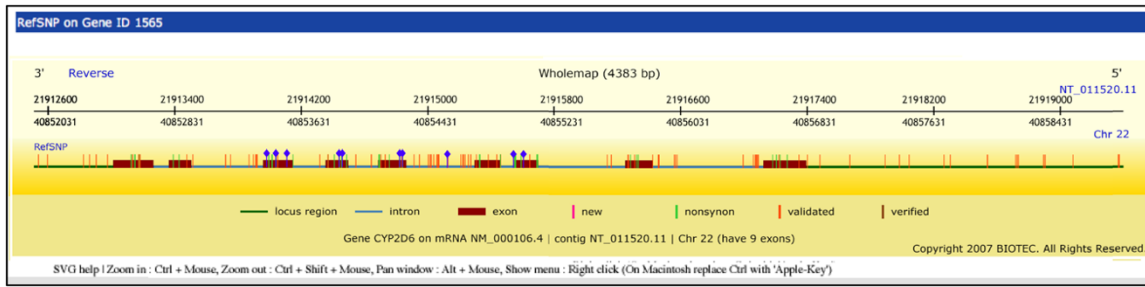 RefSNP on Gene ID 1565
3' Reverse Wholemap (4383 bp) 5'
NT_011520.11
21912600 21913400 21914200 21915000 21915800 21916600 21917400 21918200 21919000
40852031 40852831 40853631 40854431 40855231 40856031 40856831 40857631 40858431
Chr 22
RefSNP
locus region intron exon new nonsynon validated verified
Gene CYP2D6 on mRNA NM_000106.4 | contig NT_011520.11 | Chr 22 (have 9 exons)
Copyright 2007 BIOTEC. All Rights Reserved.
SVG help | Zoom in : Ctrl + Mouse, Zoom out : Ctrl + Shift + Mouse, Pan window : Alt + Mouse, Show menu : Right click (On Macintosh replace Ctrl with 'Apple-Key')